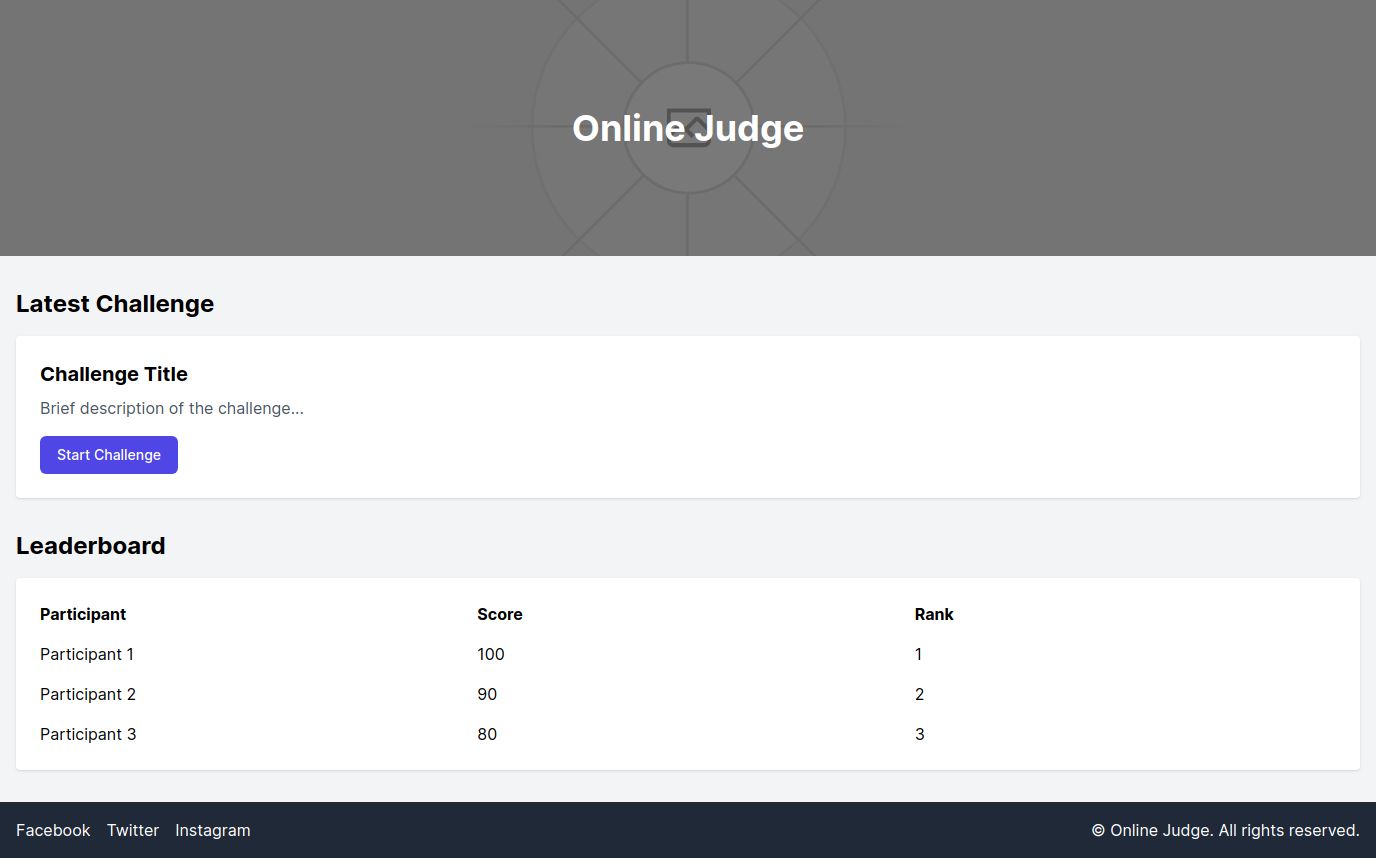 Online Judge
Latest Challenge
Challenge Title
Brief description of the challenge...
Start Challenge
Leaderboard
Participant Score Rank
Participant 1 100 1
Participant 2 90 2
Participant 3 80 3
Facebook Twitter Instagram © Online Judge. All rights reserved.